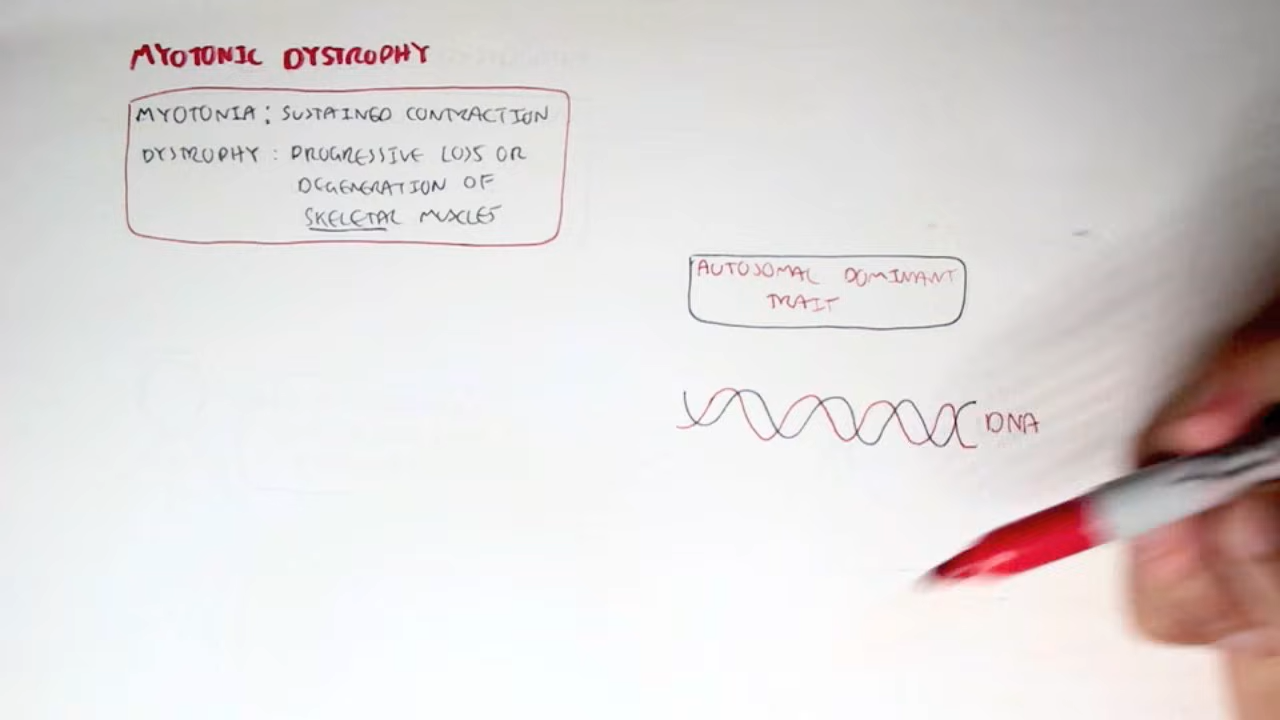 MYOTONIC DYSTROPHY
MYOTONIA: SUSTAINED CONTRACTION
DYSTROPHY: PROGRESSIVE LOSS OR
DEGENERATION OF
SKELETAL MUSCLES
AUTOSOMAL DOMINANT
TRAIT
DNA